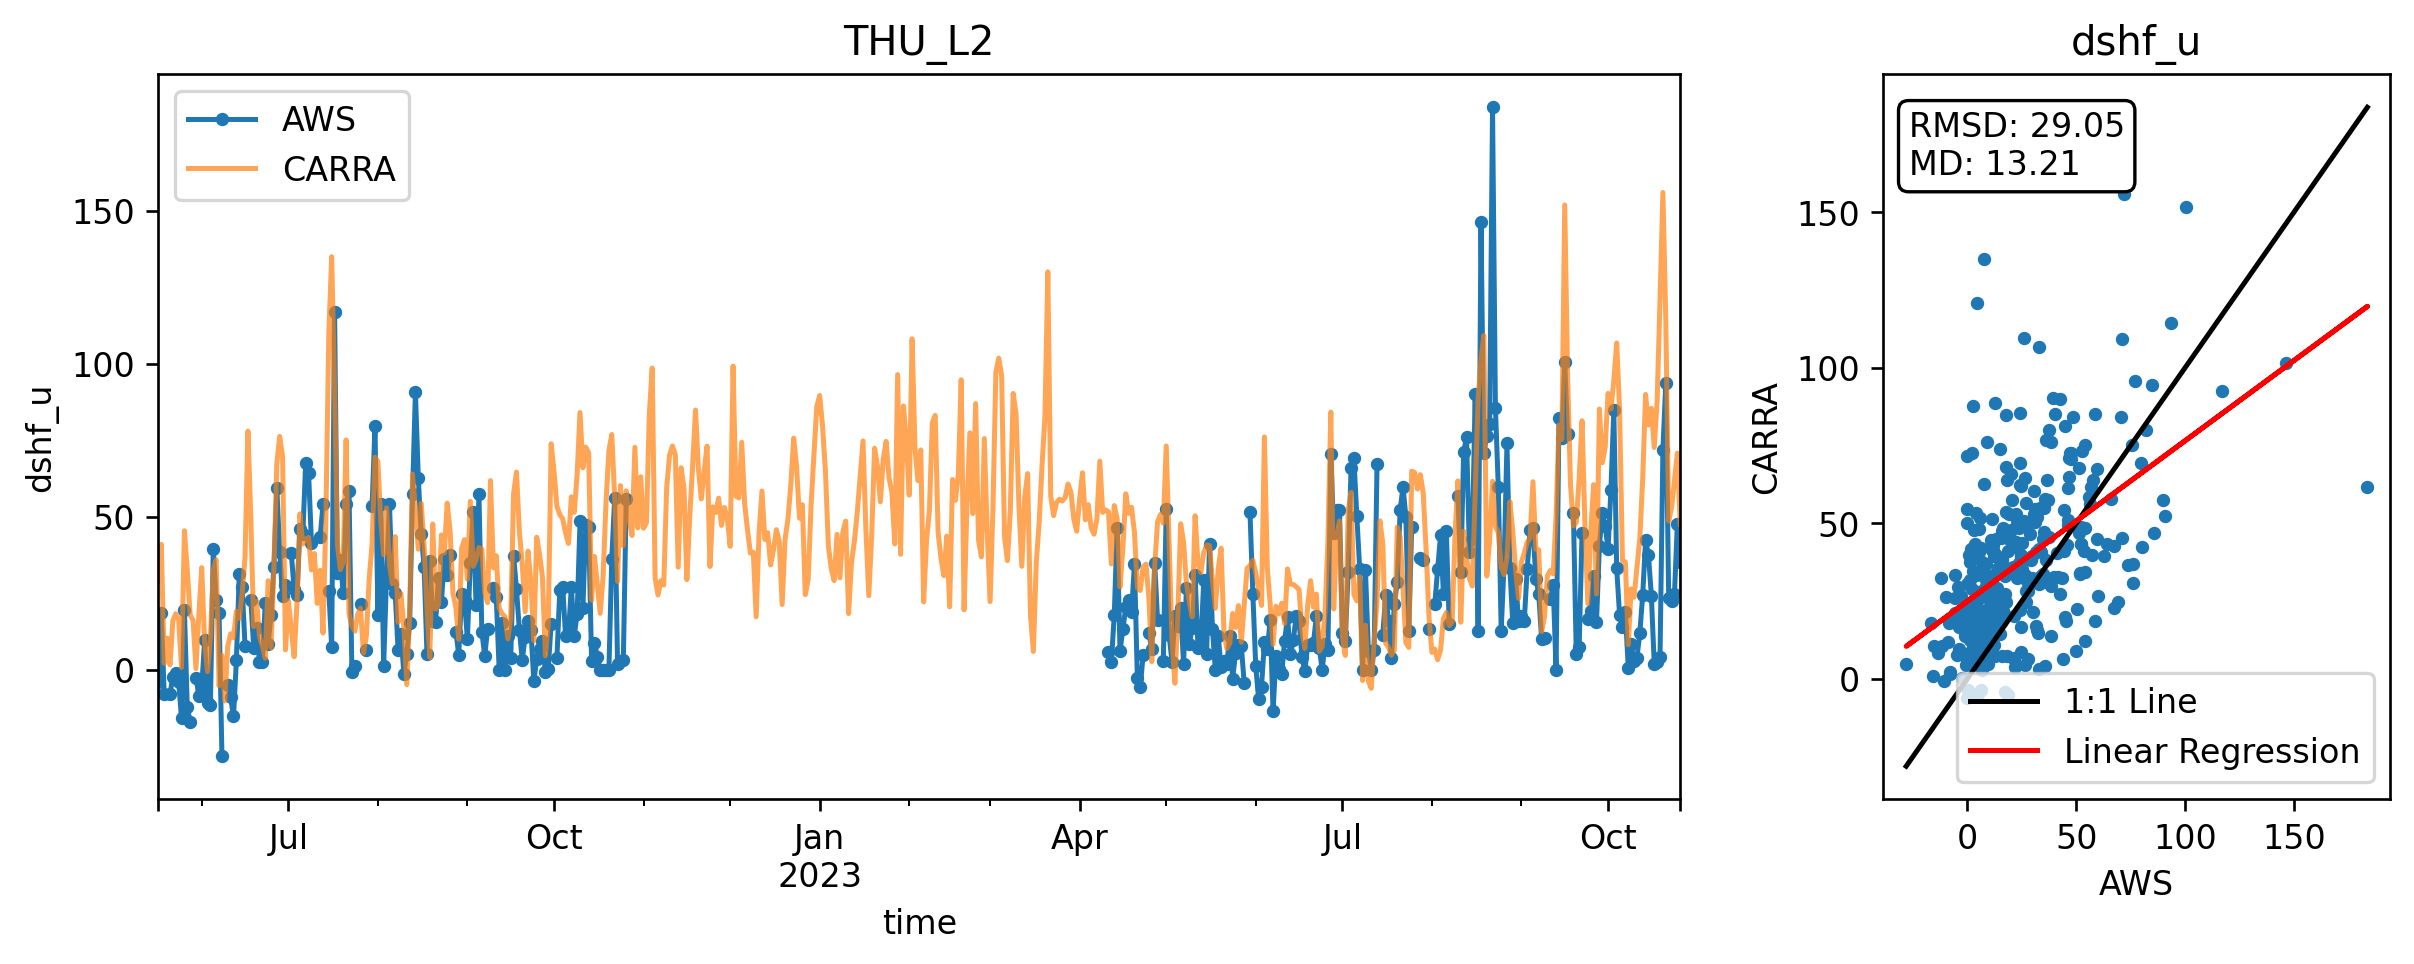 THU_L2
AWS
CARRA
dshf_u
150
100
50
0
Jul
Oct
Jan
2023
Apr
Jul
Oct
time
dshf_u
RMSD: 29.05
MD: 13.21
CARRA
150
100
50
0
1:1 Line
Linear Regression
0
50
100
150
AWS